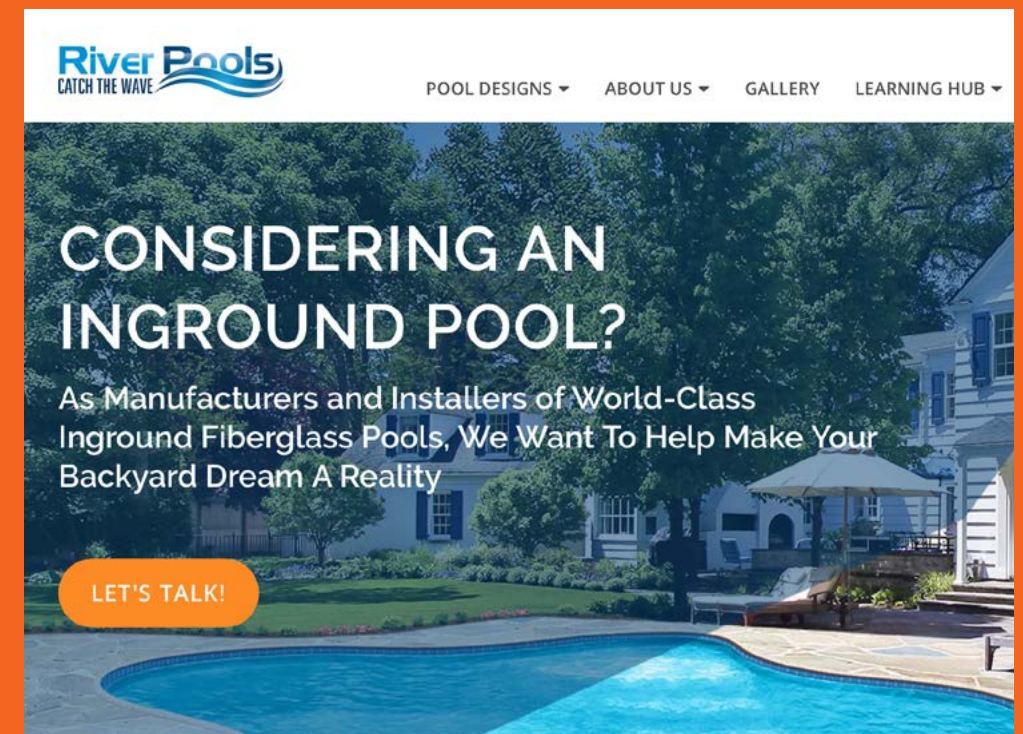 River Pools
CATCH THE WAVE
POOL DESIGNS ABOUT US GALLERY LEARNING HUB
CONSIDERING AN
INGROUND POOL?
As Manufacturers and Installers of World-Class
Inground Fiberglass Pools, We Want To Help Make Your
Backyard Dream A Reality
LET'S TALK!